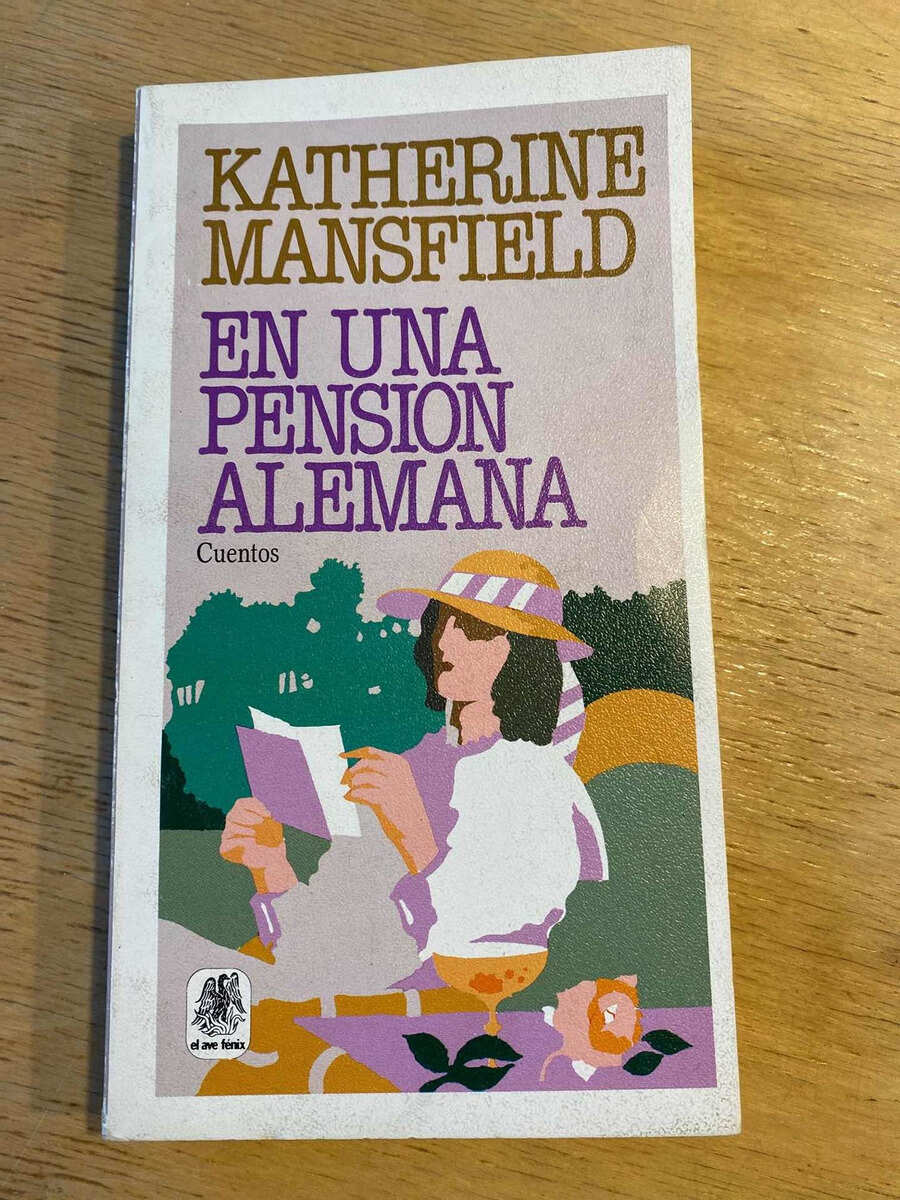 KATHERINE
MANSFIELD
EN UNA
PENSION
ALEMANA
Cuentos
el ave fénix